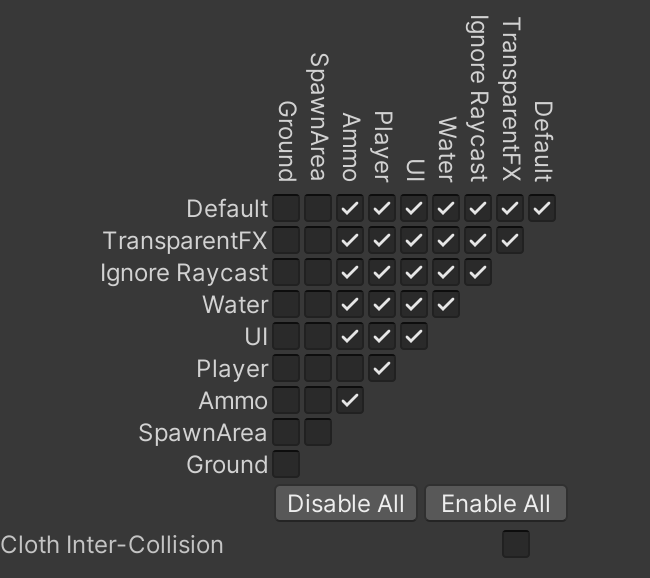 Ground
SpawnArea
Ammo
Player
UI
Water
Ignore Raycast
TransparentFX
Default
Default
TransparentFX
Ignore Raycast
Water
UI
Player
Ammo
SpawnArea
Ground
Disable All Enable All
Cloth Inter-Collision